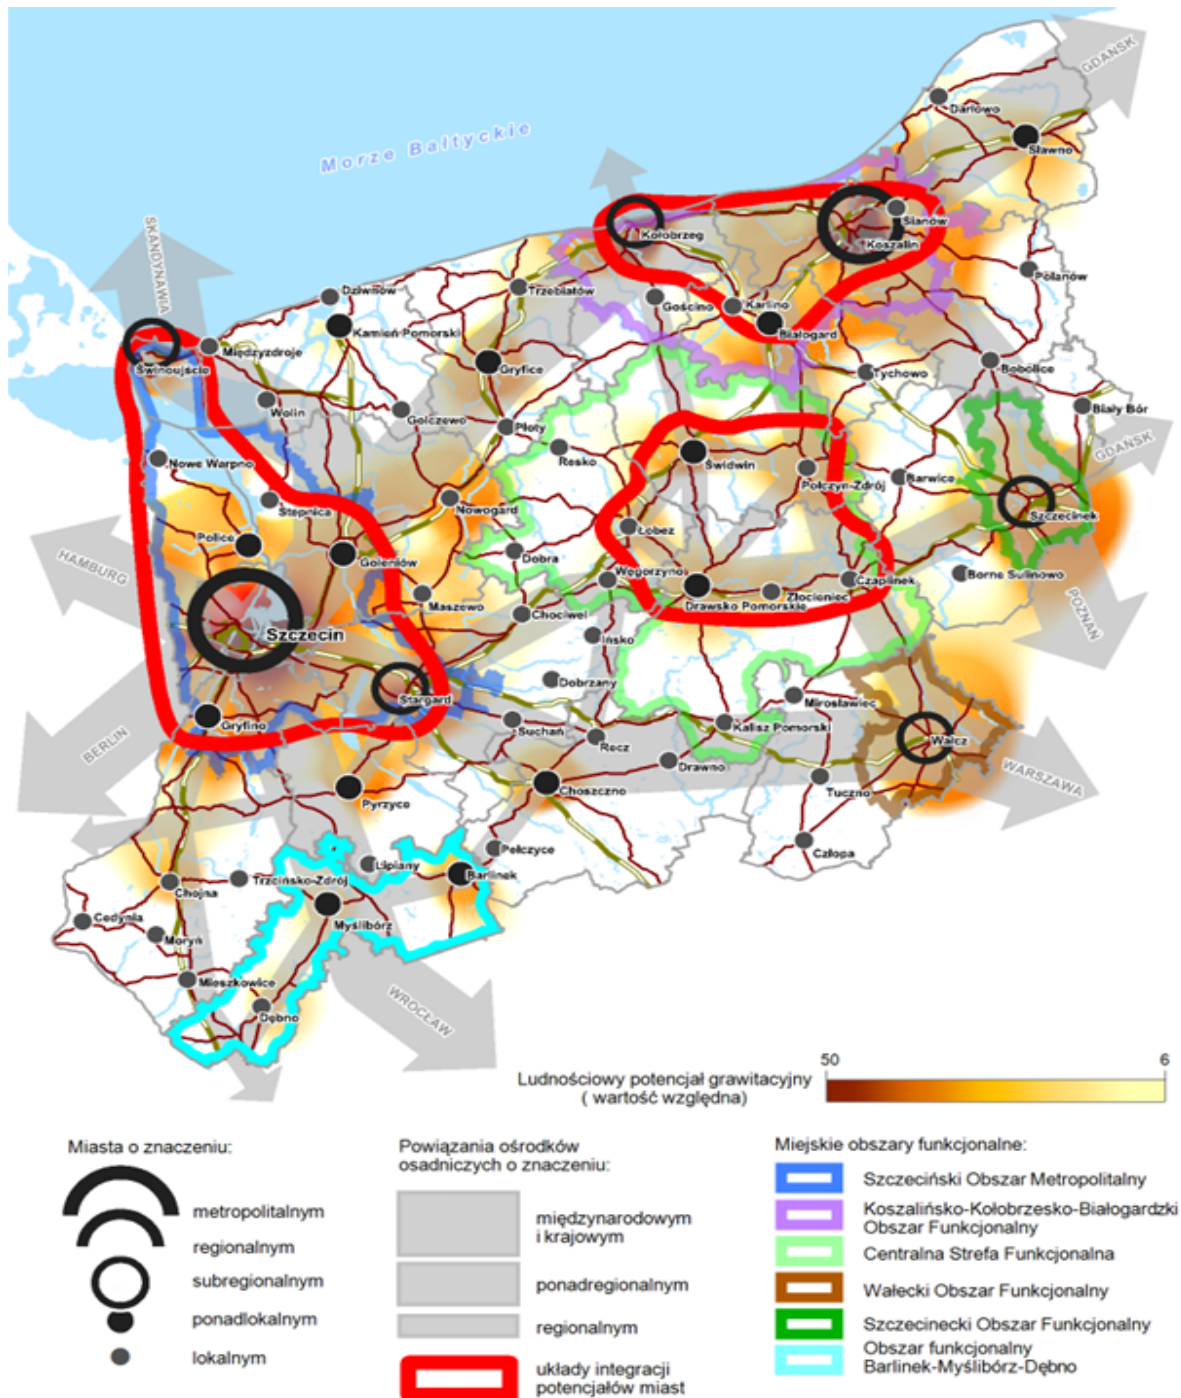 GDAŃSK
Darłowo
Sławno
Morze Bałtyckie
SKANDYNAWIA
Kołobrzeg
Sianów
Koszalin
Polanów
Dziwnów
Trzebiatów
Gościno
Karlino
Kamień Pomorski
Białogard
Międzyzdroje
Świnoujście
Gryfice
Tychowo
Bobolice
Wolin
Golczewo
Biały Bór
Płoty
GDAŃSK
Resko
Świdwin
Nowe Warpno
Połczyn-Zdrój
Barwice
Stepnica
Nowogard
Szczecinek
Police
Łobez
HAMBURG
Goleniów
Dobra
Węgorzyno
Czaplinek
Borne Sulinowo
Maszewo
Drawsko Pomorskie
Złocieniec
Chociwel
POZNAŃ
Szczecin
Ińsko
Dobrzany
Stargard
Mirosławiec
Gryfino
Suchań
Kalisz Pomorski
BERLIN
Recz
Wałcz
Drawno
WARSZAWA
Choszczno
Tuczno
Pyrzyce
Pełczyce
Człopa
Lipiany
Trzcińsko-Zdrój
Barlinek
Chojna
Cedynia
Myślibórz
Moryń
Mieszkowice
WROCŁAW
Dębno
50
6
Ludnościowy potencjał grawitacyjny
( wartość względna)
Miasta o znaczeniu:
metropolitalnym
regionalnym
subregionalnym
ponadlokalnym
lokalnym
Powiązania ośrodków
osadniczych o znaczeniu:
międzynarodowym
i krajowym
ponadregionalnym
regionalnym
układy integracji
potencjałów miast
Miejskie obszary funkcjonalne:
Szczeciński Obszar Metropolitalny
Koszalińsko-Kołobrzesko-Białogardzki
Obszar Funkcjonalny
Centralna Strefa Funkcjonalna
Wałecki Obszar Funkcjonalny
Szczecinecki Obszar Funkcjonalny
Obszar funkcjonalny
Barlinek-Myślibórz-Dębno